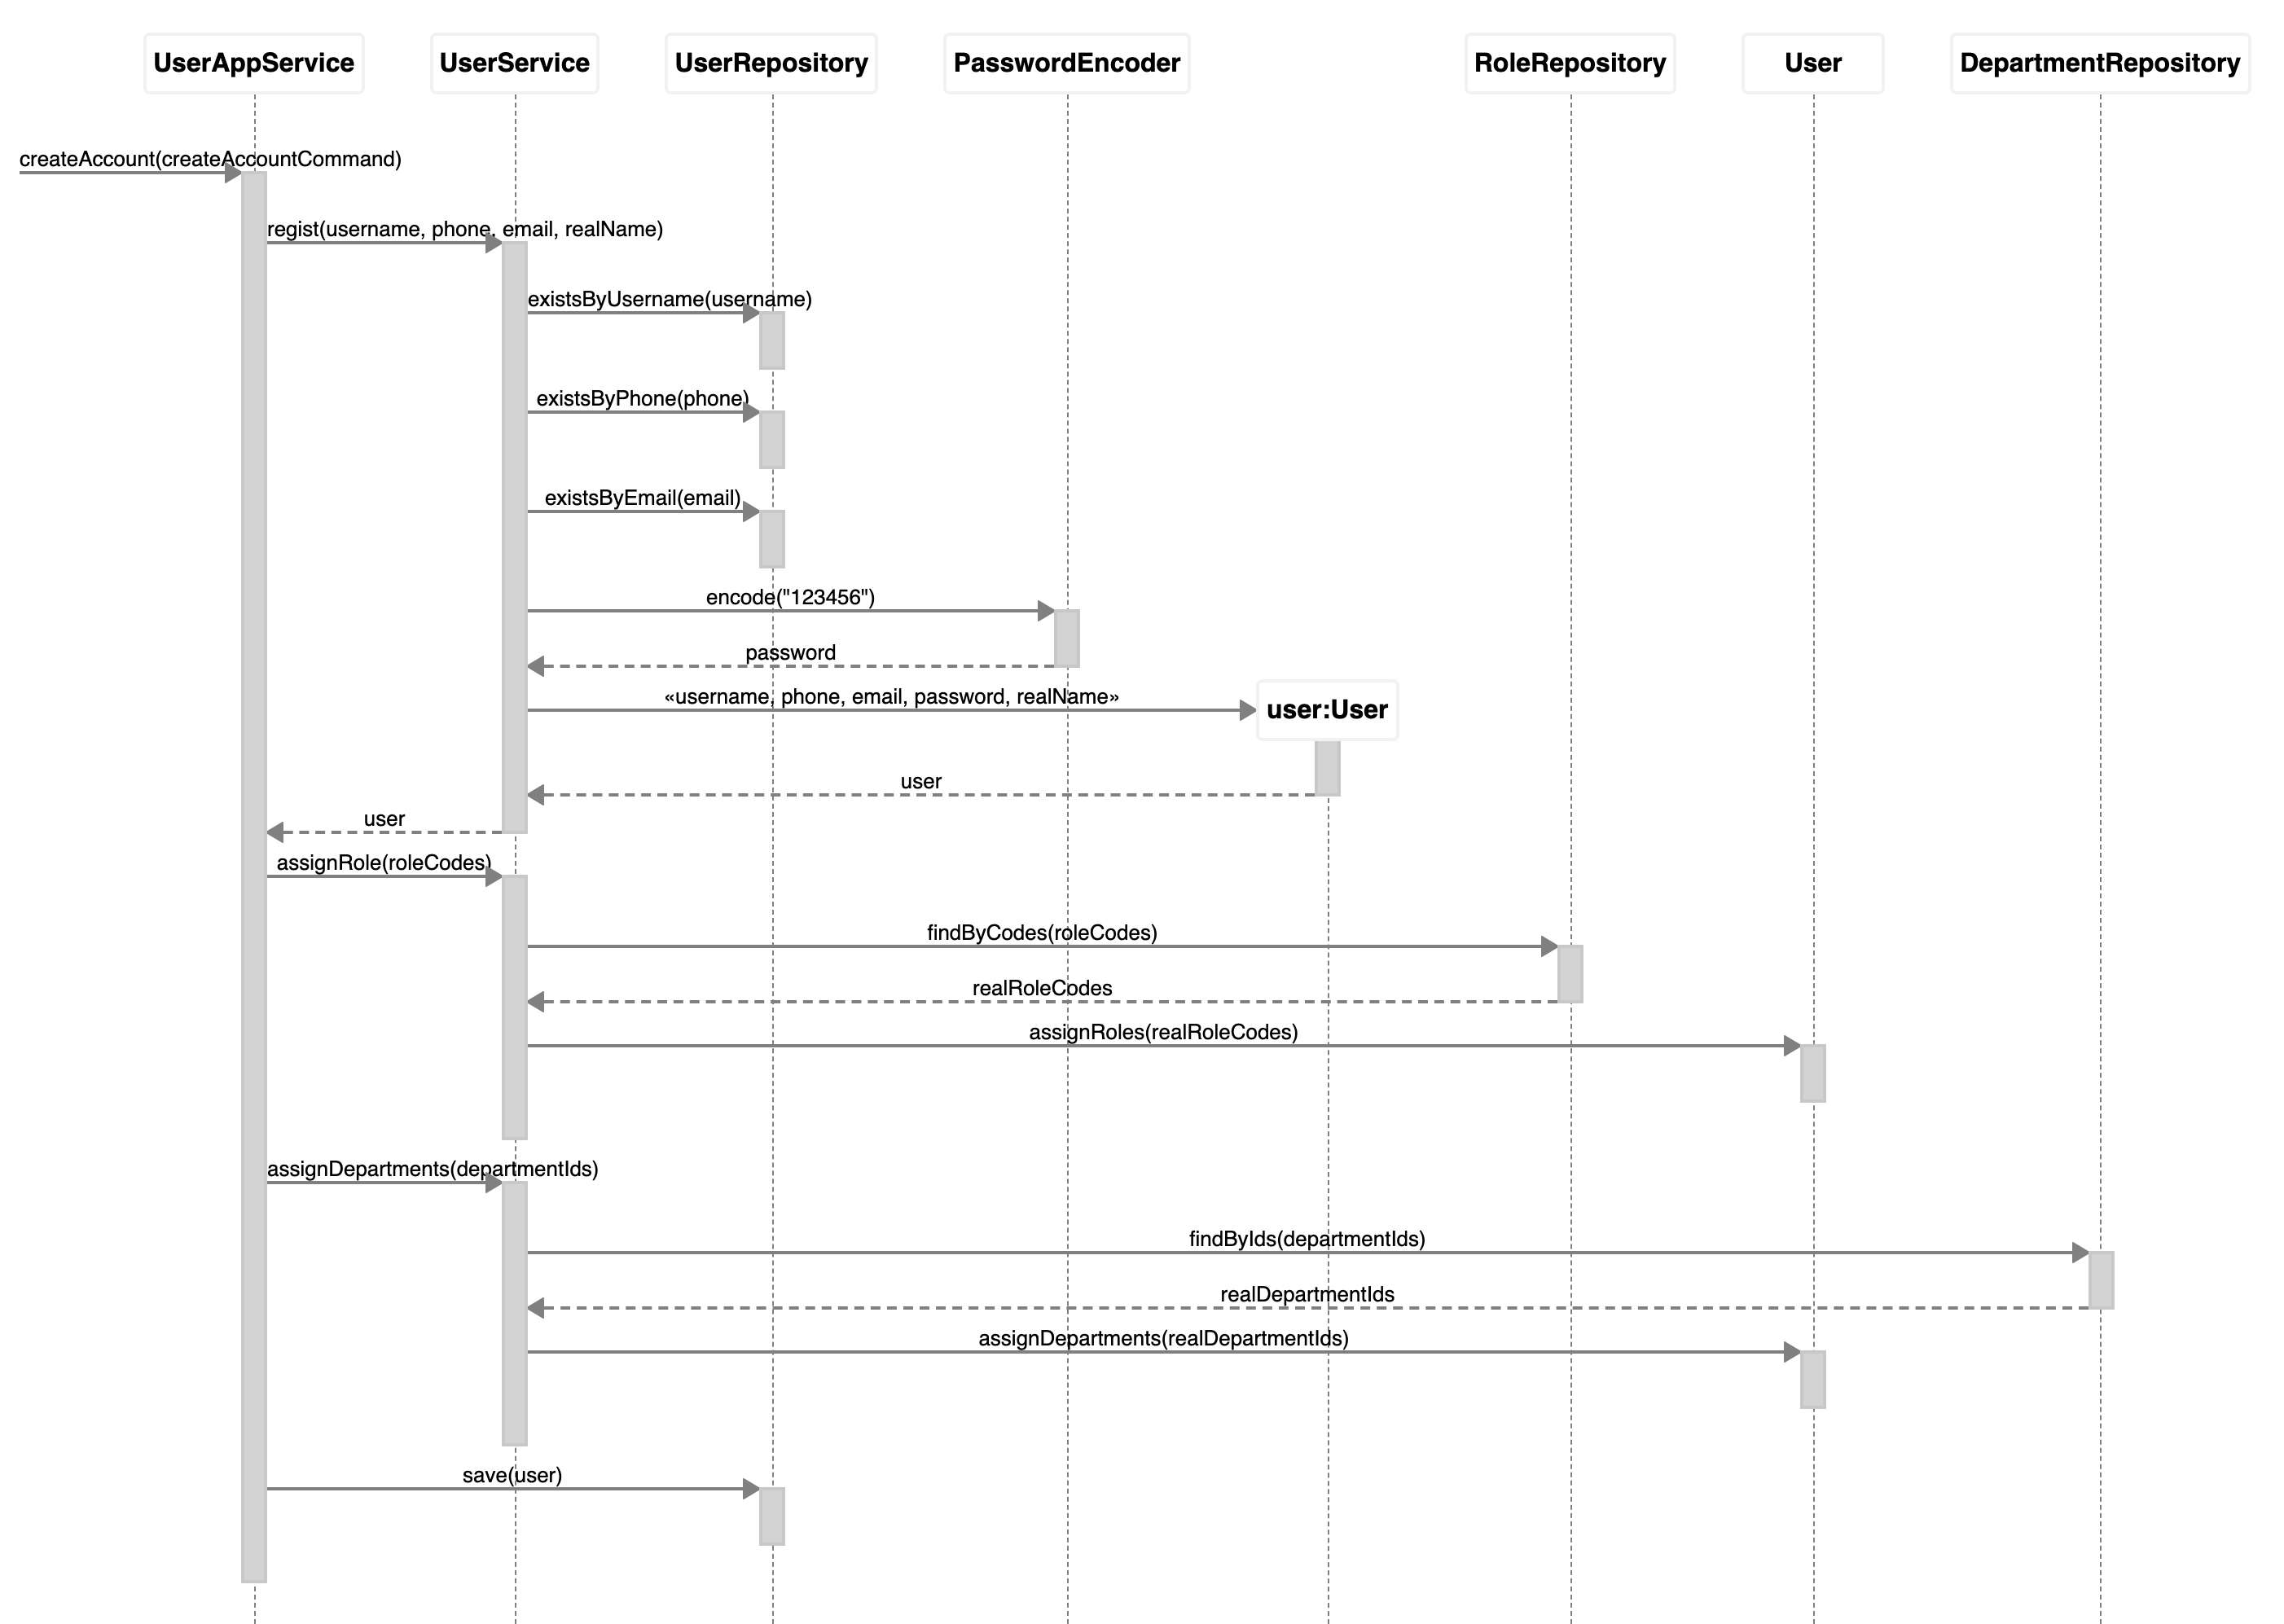 UserAppService
UserService
UserRepository
PasswordEncoder
RoleRepository
User
DepartmentRepository
createAccount(createAccountCommand)
regist(username, phone, email, realName)
existsByUsername(username)
existsByPhone(phone)
existsByEmail(email)
encode("123456")
password
«username, phone, email, password, realName»
user:User
user
user
assignRole(roleCodes)
findByCodes(roleCodes)
realRoleCodes
assignRoles(realRoleCodes)
assignDepartments(departmentIds)
findByIds(departmentIds)
realDepartmentIds
assignDepartments(realDepartmentIds)
save(user)